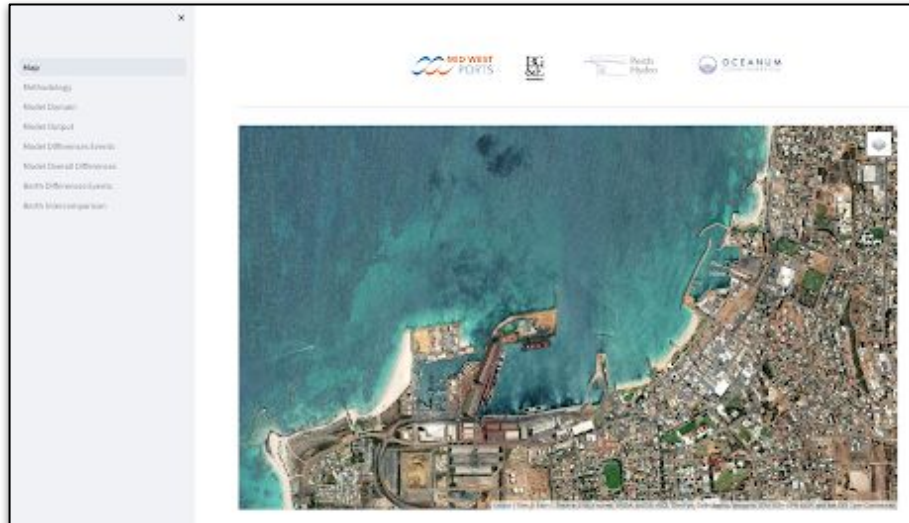 ×
Map
Methodology
Model Domain
Model Output
Model Differences Events
Model Overall Differences
Berth Differences Events
Berth Intercomparison
MID WEST
PORTS
BG
&E
Perth
Hydro
OCEANUM